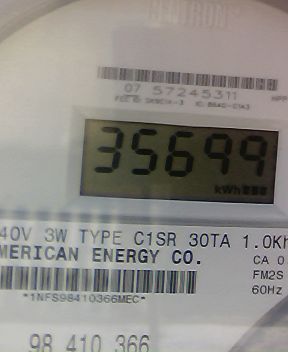 07 57245311
35699
kWh
40V 3W TYPE C1SR 30TA 1.0Kh
MERICAN ENERGY CO.
CA 0
FM2S
60Hz
*1NFS98410366MEC*
98 410 366